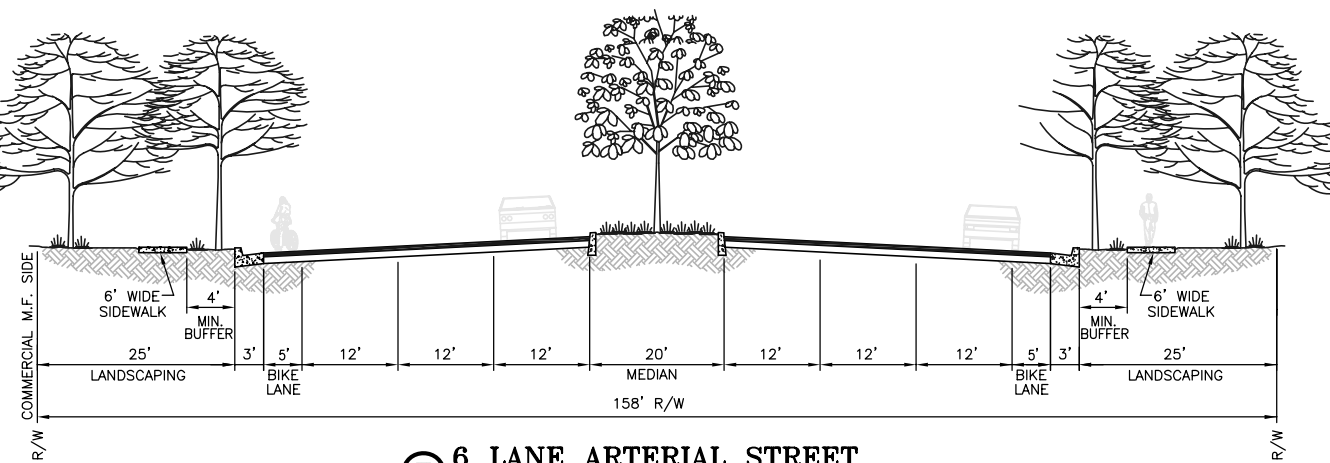 COMMERCIAL M.F. SIDE
6' WIDE
SIDEWALK
4'
MIN.
BUFFER
4'
MIN.
BUFFER
6' WIDE
SIDEWALK
25'
3'
5'
12'
12'
12'
20'
12'
12'
12'
5'
3'
25'
LANDSCAPING
BIKE
LANE
MEDIAN
BIKE
LANE
LANDSCAPING
158' R/W
R/W
R/W
6 LANE ARTERIAL STREET